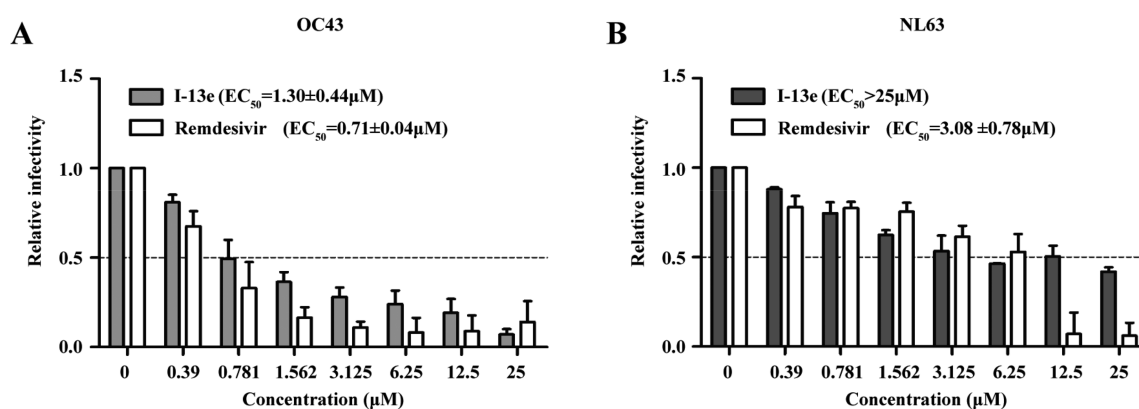 A
OC43
1.5
1.0
0.5
0.0
Relative infectivity
I-13e (EC50=1.30±0.44μM)
Remdesivir (EC50=0.71±0.04μM)
0 0.39 0.781 1.562 3.125 6.25 12.5 25
Concentration (μM)
B
NL63
1.5
1.0
0.5
0.0
Relative infectivity
I-13e (EC50>25μM)
Remdesivir (EC50=3.08 ±0.78μM)
0 0.39 0.781 1.562 3.125 6.25 12.5 25
Concentration (μM)